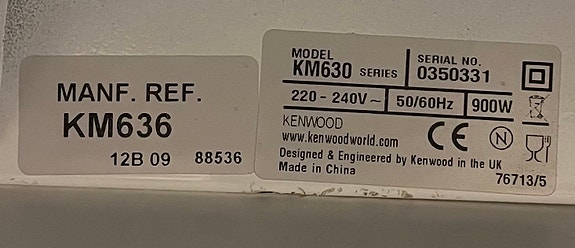 MANF. REF.
KM636
12B 09 88536
MODEL
KM630 SERIES
SERIAL NO.
0350331
220 - 240V~ 50/60Hz 900W
KENWOOD
www.kenwoodworld.com
CE
N
Designed & Engineered by Kenwood in the UK
Made in China
76713/5